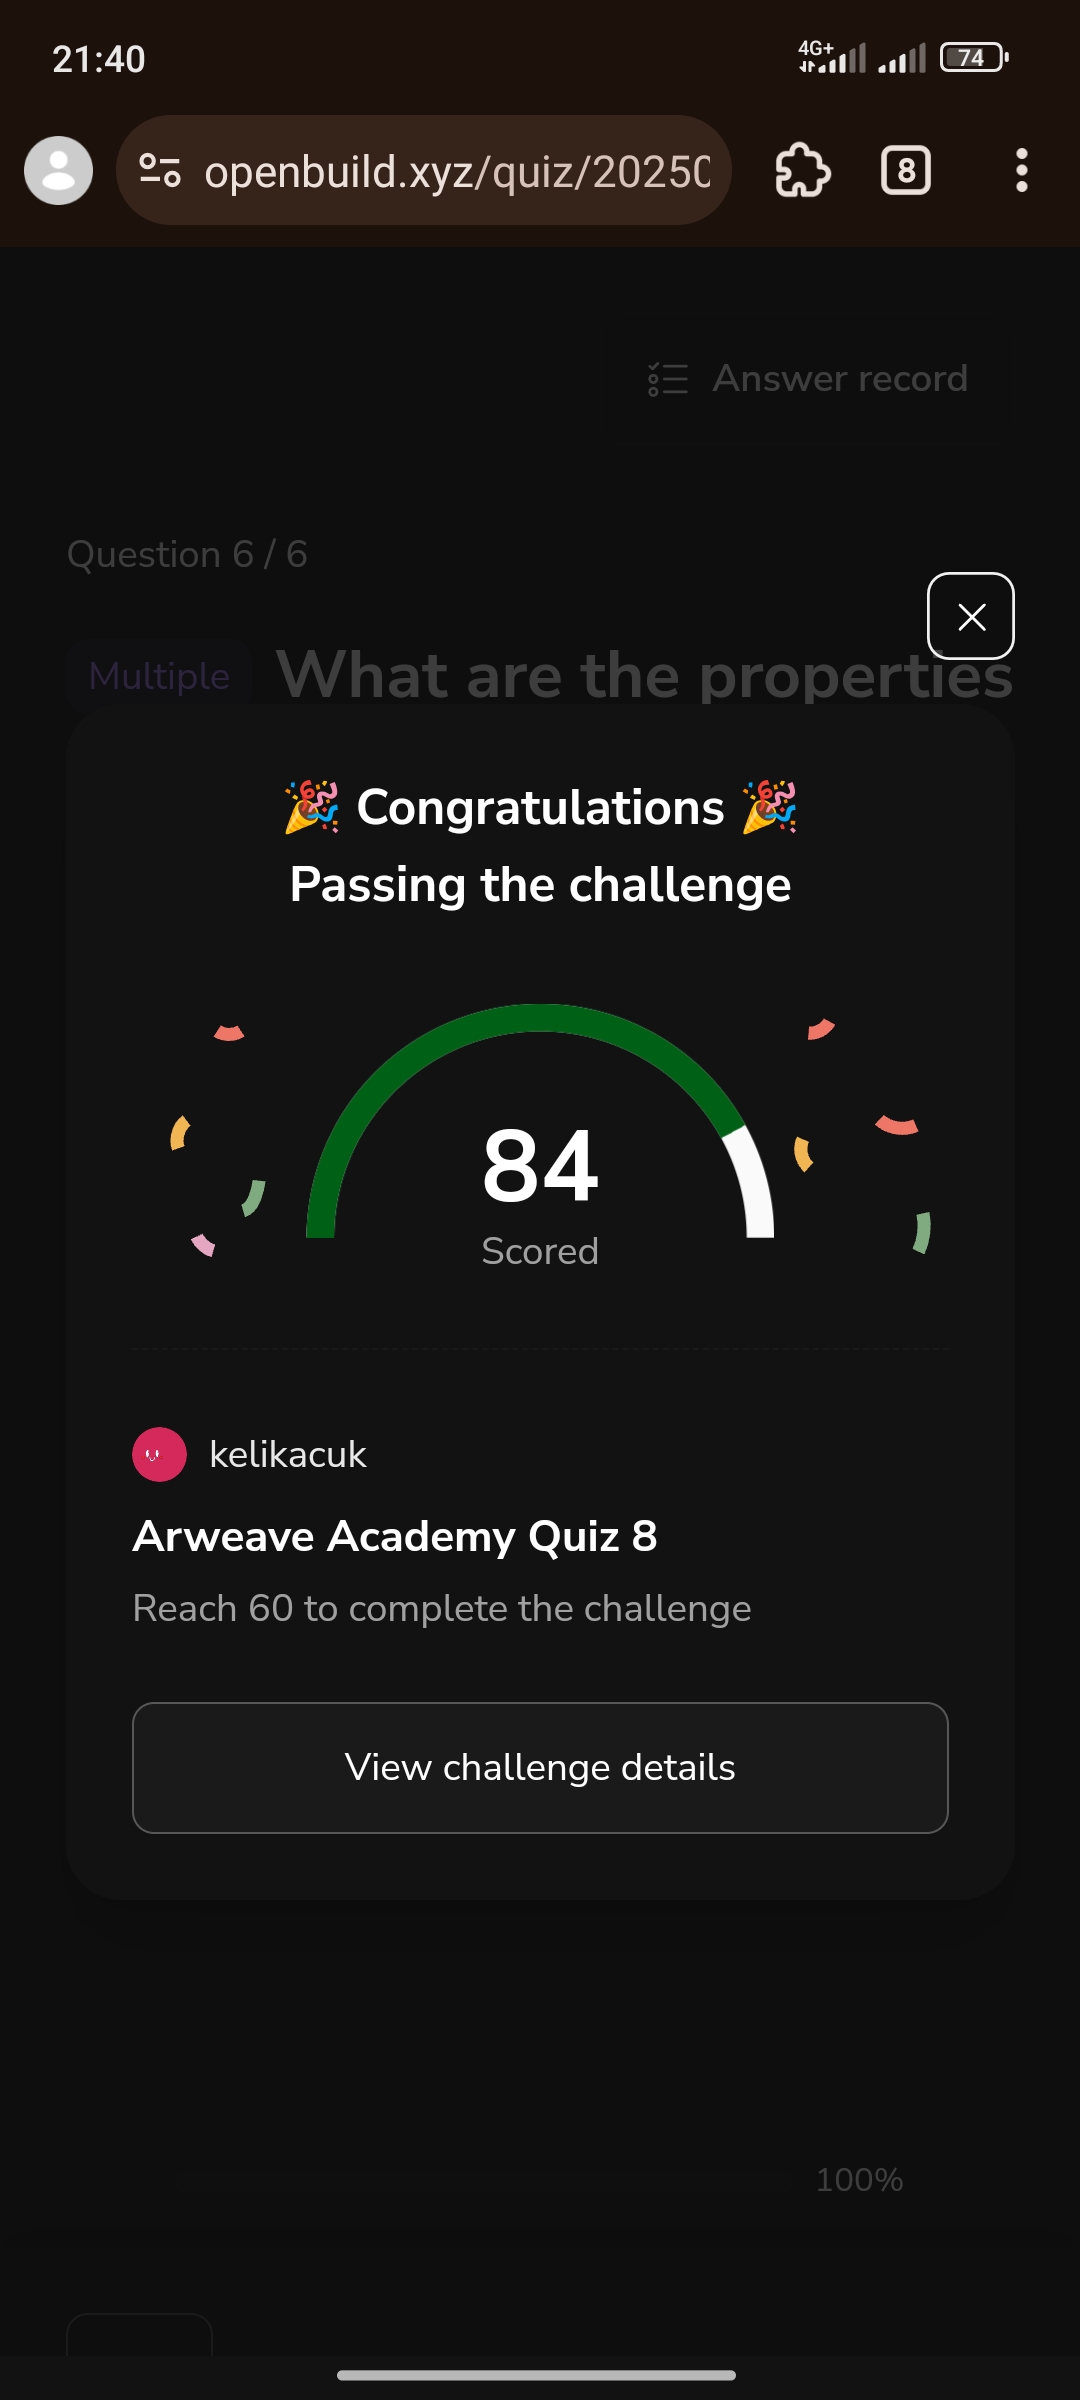 21:40
4G+
74
openbuild.xyz/quiz/20250
8
Answer record
Question 6 / 6
Multiple What are the properties
🎉 Congratulations 🎉
Passing the challenge
84
Scored
kelikacuk
Arweave Academy Quiz 8
Reach 60 to complete the challenge
View challenge details
100%